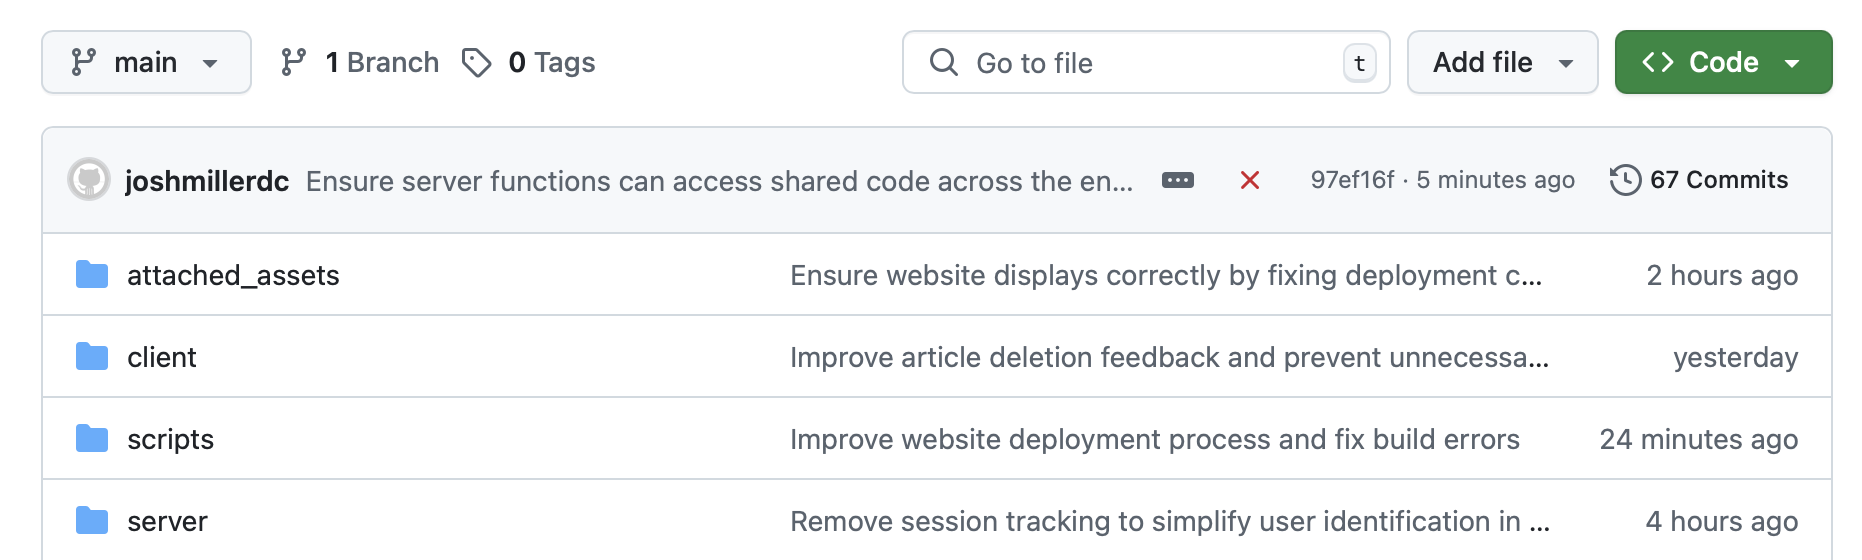 main 1 Branch 0 Tags Go to file t Add file Code
joshmillerdc Ensure server functions can access shared code across the en... 97ef16f · 5 minutes ago 67 Commits
attached_assets Ensure website displays correctly by fixing deployment c... 2 hours ago
client Improve article deletion feedback and prevent unnecessa... yesterday
scripts Improve website deployment process and fix build errors 24 minutes ago
server Remove session tracking to simplify user identification in ... 4 hours ago